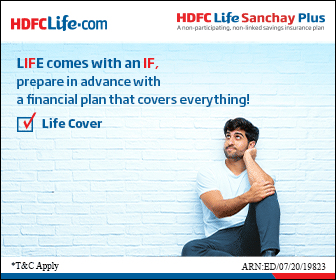 HDFCLife.com
HDFC Life Sanchay Plus
A non-participating, non-linked savings insurance plan
LIFE comes with an IF,
prepare in advance with
a financial plan that covers everything!
Life Cover
*T&C Apply
ARN:ED/07/20/19823